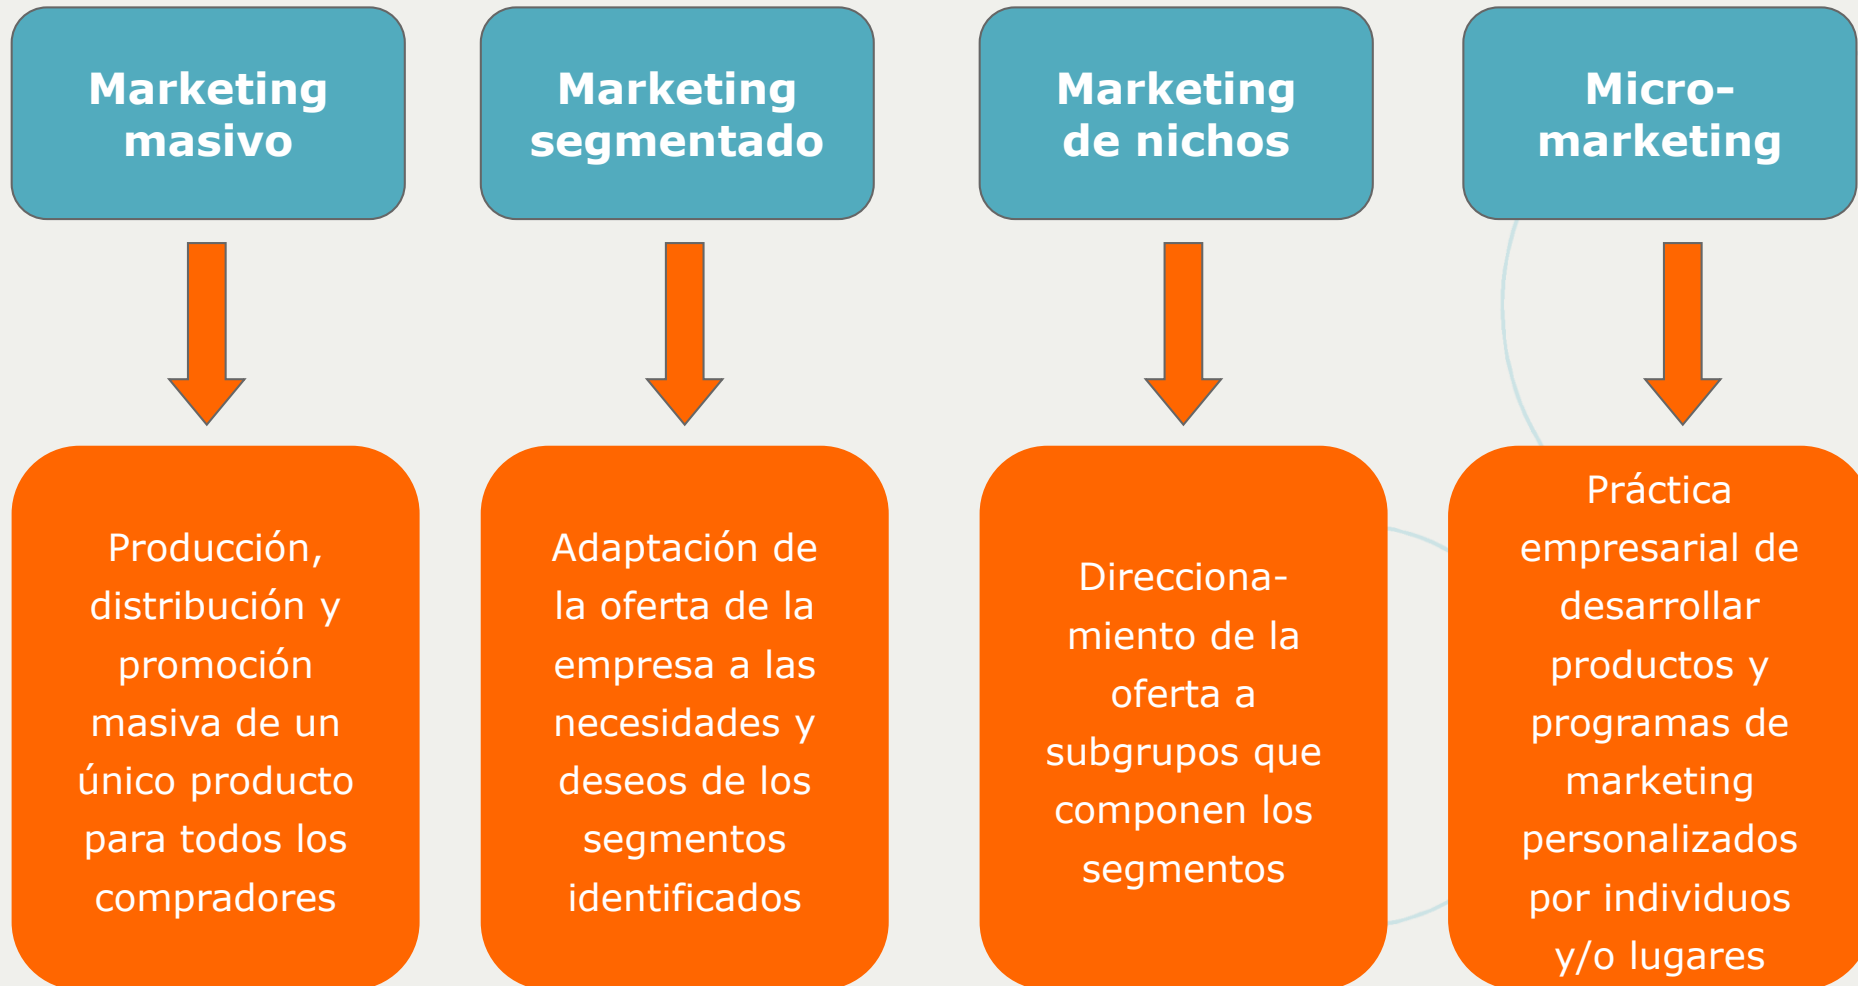 Marketing
masivo
Marketing
segmentado
Marketing
de nichos
Micro-
marketing
Producción,
distribución y
promoción
masiva de un
único producto
para todos los
compradores
Adaptación de
la oferta de la
empresa a las
necesidades y
deseos de los
segmentos
identificados
Direcciona-
miento de la
oferta a
subgrupos que
componen los
segmentos
Práctica
empresarial de
desarrollar
productos y
programas de
marketing
personalizados
por individuos
y/o lugares